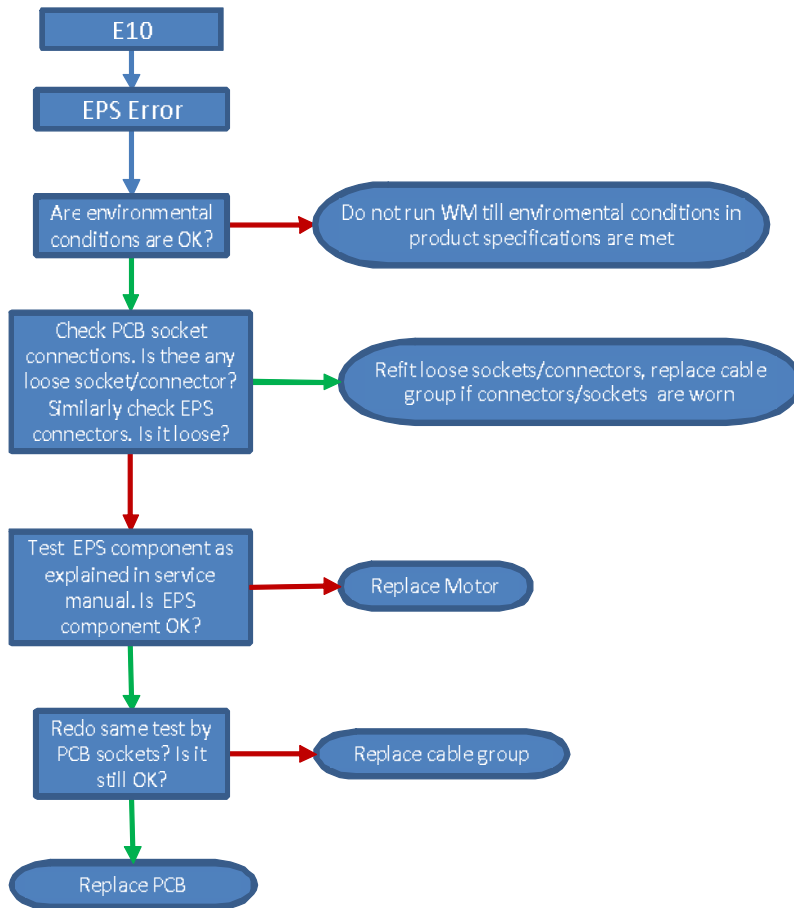 E10
EPS Error
Are environmental
conditions are OK?
Do not run WM till enviromental conditions in
product specifications are met
Check PCB socket
connections. Is thee any
loose socket/connector?
Similarly check EPS
connectors. Is it loose?
Refit loose sockets/connectors, replace cable
group if connectors/sockets are worn
Test EPS component as
explained in service
manual. Is EPS
component OK?
Replace Motor
Redo same test by
PCB sockets? Is it
still OK?
Replace cable group
Replace PCB